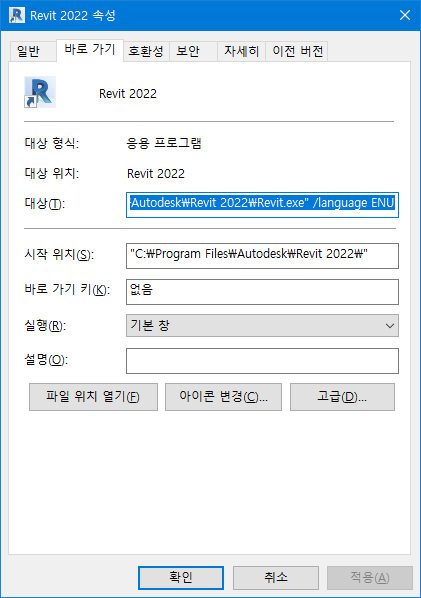 Revit 2022 속성
일반 바로 가기 호환성 보안 자세히 이전 버전
Revit 2022
대상 형식: 응용 프로그램
대상 위치: Revit 2022
대상(T): Autodesk₩Revit 2022₩Revit.exe" /language ENU
시작 위치(S): "C:₩Program Files₩Autodesk₩Revit 2022₩"
바로 가기 키(K): 없음
실행(R): 기본 창
설명(O):
파일 위치 열기(F) 아이콘 변경(C)... 고급(D)...
확인 취소 적용(A)